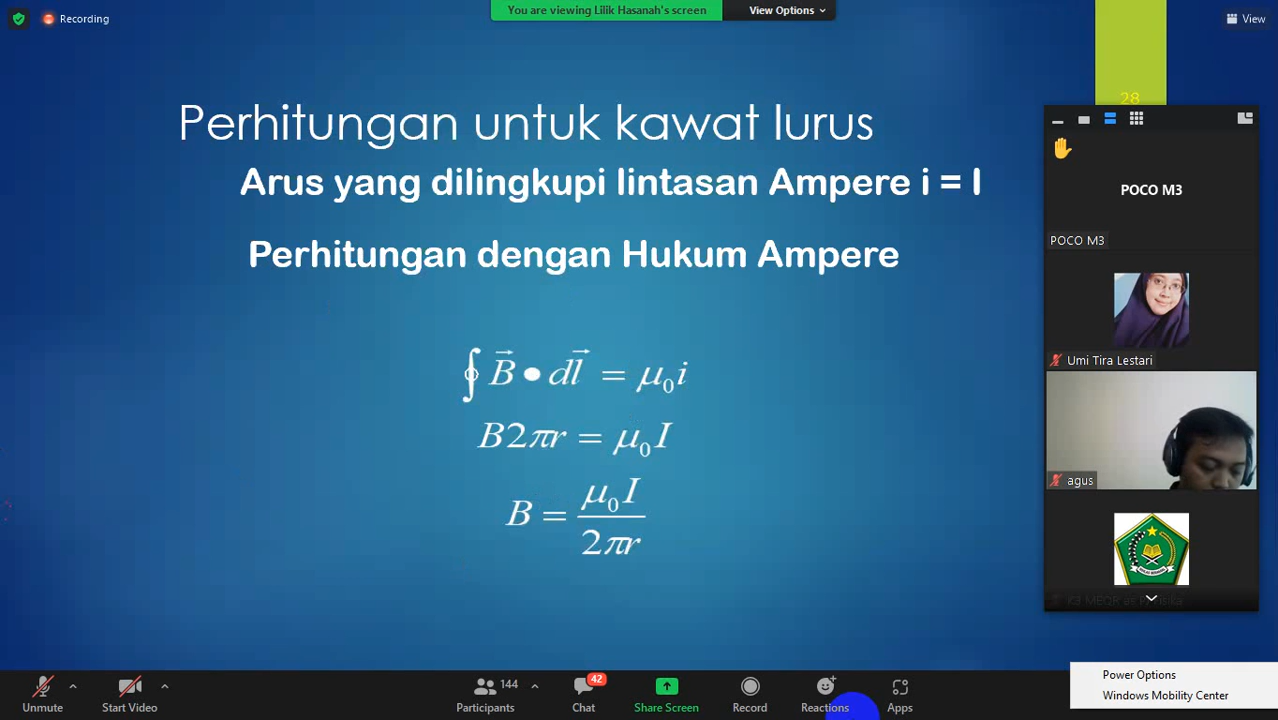 Recording
You are viewing Lilik Hasanah's screen
View Options
View
28
Perhitungan untuk kawat lurus
Arus yang dilingkupi lintasan Ampere i = I
Perhitungan dengan Hukum Ampere
∮ B⃗ • dl⃗ = μ₀i
B2πr = μ₀I
B = μ₀I / 2πr
POCO M3
POCO M3
Umi Tira Lestari
agus
Unmute
Start Video
144
Participants
42
Chat
Share Screen
Record
Reactions
Apps
Power Options
Windows Mobility Center